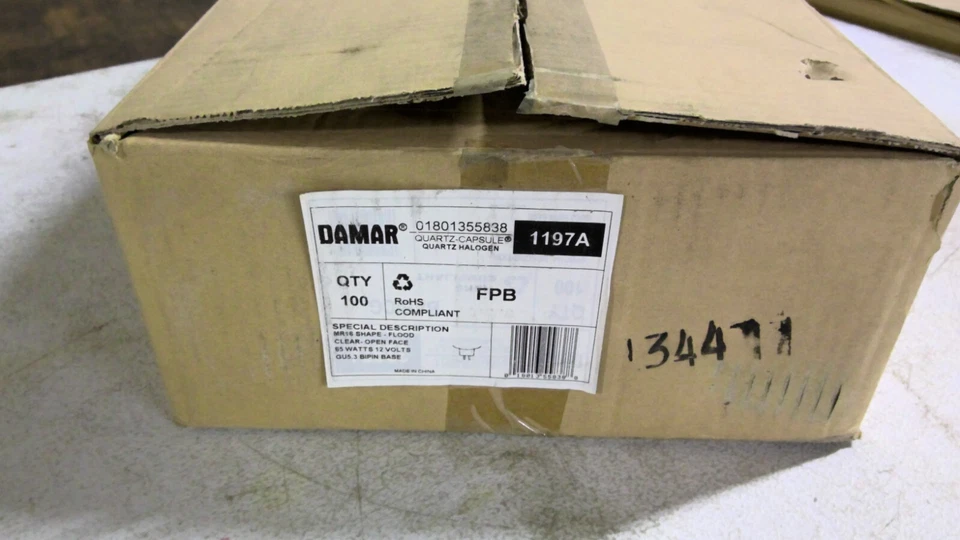 DAMAR®
01801355838
QUARTZ-CAPSULE®
QUARTZ HALOGEN
1197A
QTY
100
RoHS
COMPLIANT
FPB
SPECIAL DESCRIPTION
MR16 SHAPE - FLOOD
CLEAR- OPEN FACE
65 WATTS 12 VOLTS
GU5.3 BIPIN BASE
MADE IN CHINA